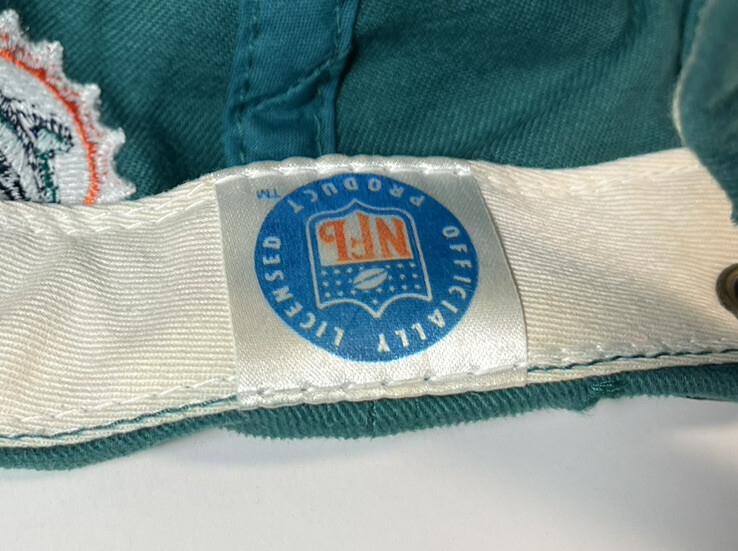 OFFICIALLY LICENSED PRODUCT
™
NFL